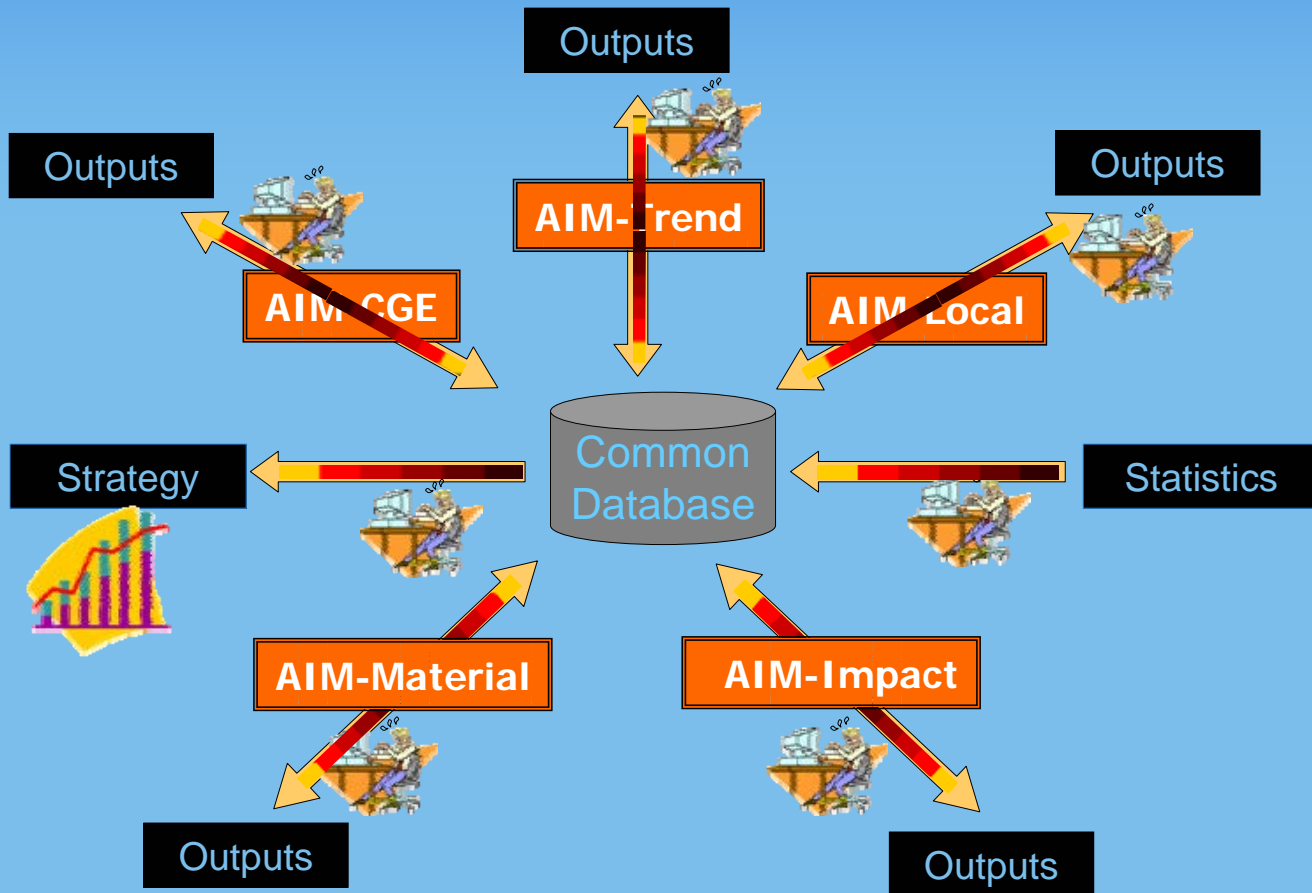 Outputs
Outputs
Outputs
AIM-Trend
AIM-CGE
AIM-Local
Common
Database
Strategy
Statistics
AIM-Material
AIM-Impact
Outputs
Outputs